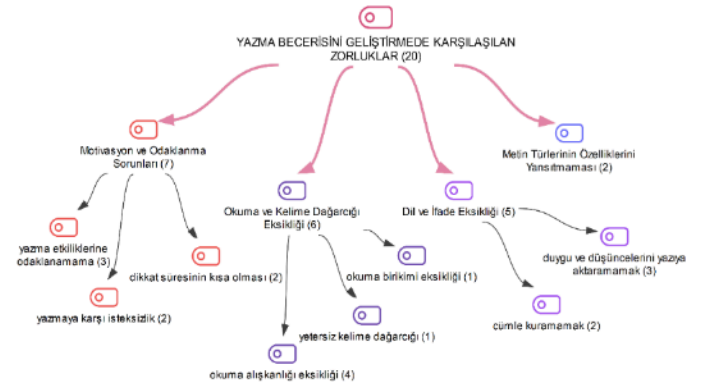 YAZMA BECERİSİNİ GELİŞTİRMEDE KARŞILAŞILAN
ZORLUKLAR (20)
Motivasyon ve Odaklanma
Sorunları (7)
Metin Türlerinin Özelliklerini
Yansıtmaması (2)
Okuma ve Kelime Dağarcığı
Eksikliği (6)
Dil ve İfade Eksikliği (5)
yazma etkiliklerine
odaklanamama (3)
dikkat süresinin kısa olması (2)
okuma birikimi eksikliği (1)
duygu ve düşüncelerini yazıya
aktaramamak (3)
yazmaya karşı isteksizlik (2)
yetersiz kelime dağarcığı (1)
cümle kuramamak (2)
okuma alışkanlığı eksikliği (4)